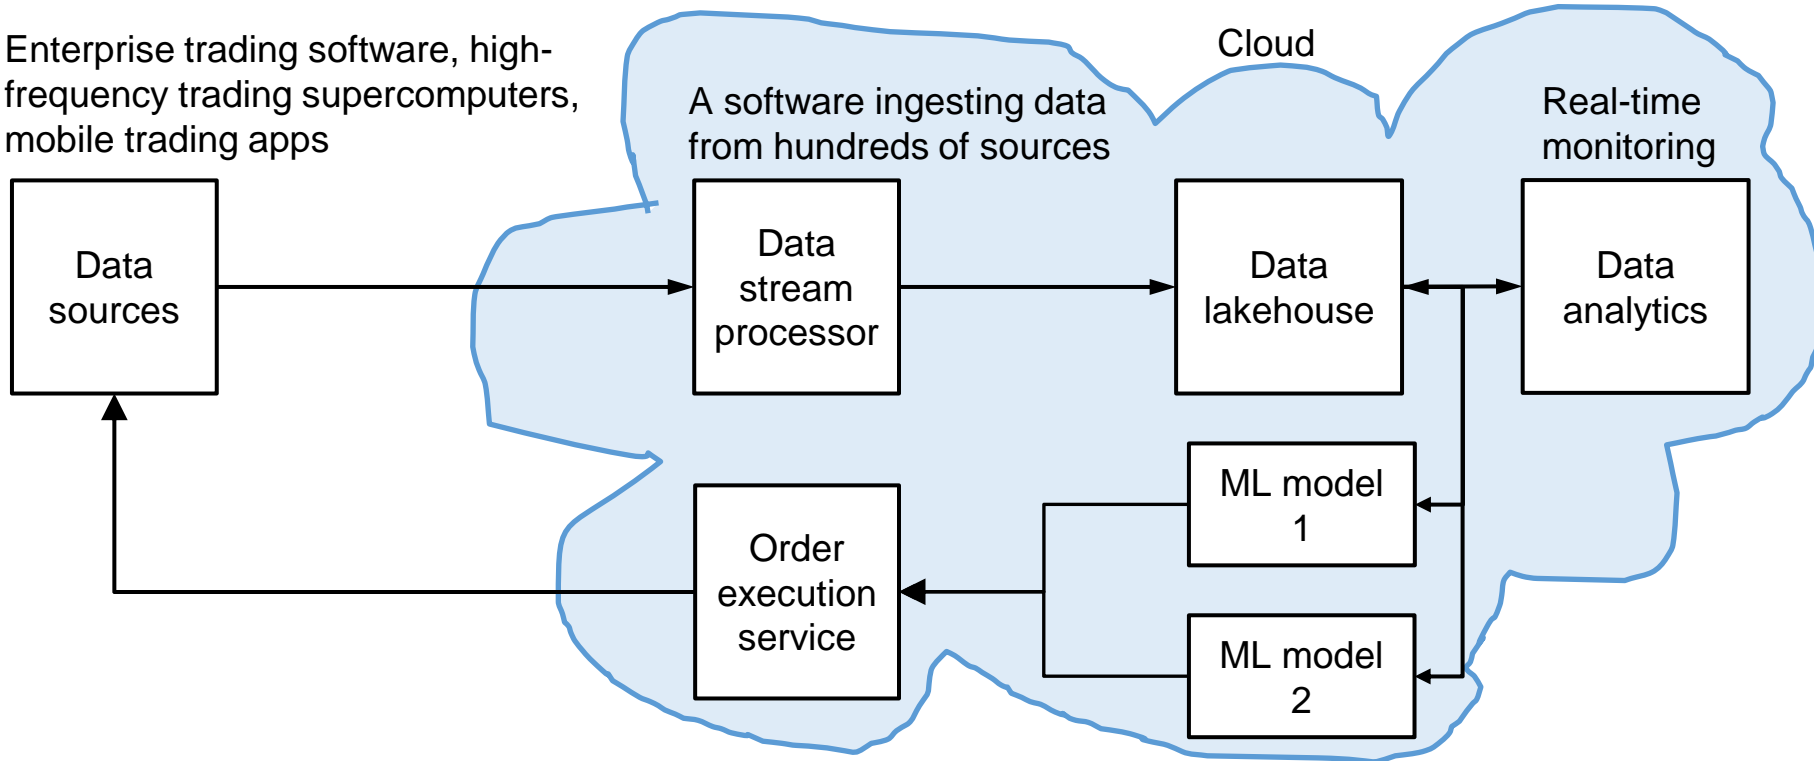 Enterprise trading software, high-
frequency trading supercomputers,
mobile trading apps
Cloud
A software ingesting data
from hundreds of sources
Real-time
monitoring
Data
sources
Data
stream
processor
Data
lakehouse
Data
analytics
Order
execution
service
ML model
1
ML model
2